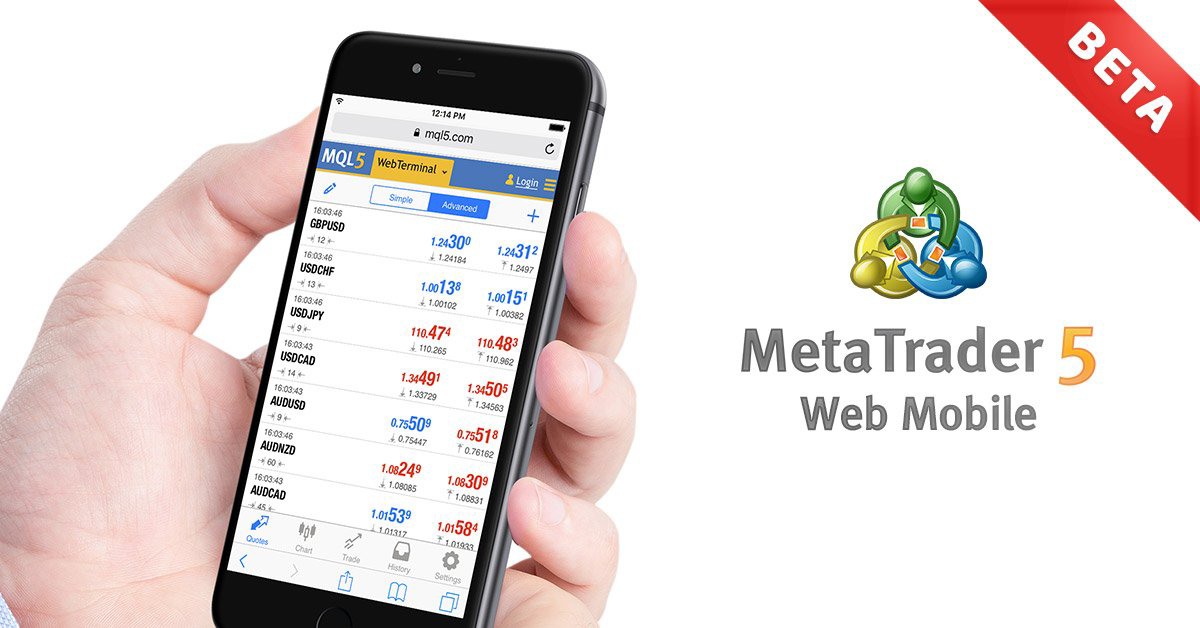 12:14 PM
mql5.com
MQL5 WebTerminal Login
Simple Advanced
16:03:46
GBPUSD 1.24300 1.24312
12 1.24184 1.2497
16:03:46
USDCHF 1.00138 1.00151
13 1.00102 1.00382
16:03:46
USDJPY 110.474 110.483
9 110.265 110.962
16:03:43
USDCAD 1.34491 1.34505
14 1.33729 1.34563
16:03:43
AUDUSD 0.75509 0.75518
9 0.75447 0.76162
16:03:46
AUDNZD 1.08249 1.08309
60 1.08085 1.08831
16:03:43
AUDCAD 1.01539 1.01584
45 1.01317 1.01933
Quotes Chart Trade History Settings
BETA
MetaTrader 5
Web Mobile